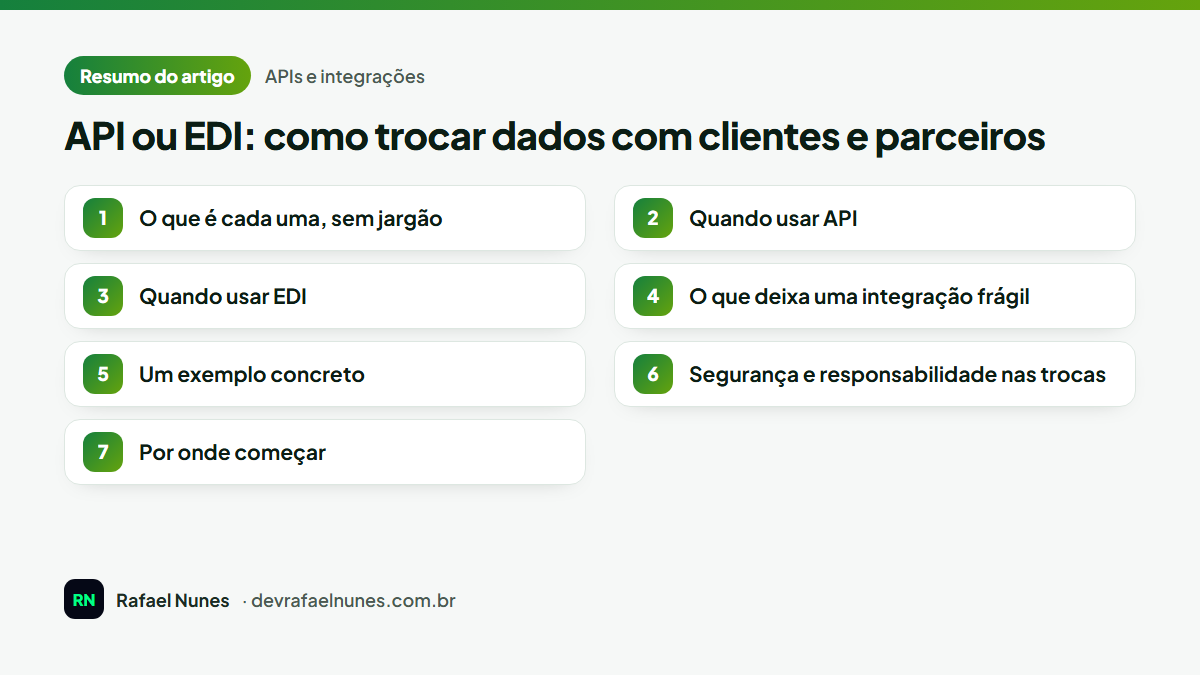 Resumo do artigo
APIs e integrações
API ou EDI: como trocar dados com clientes e parceiros
1 O que é cada uma, sem jargão
2 Quando usar API
3 Quando usar EDI
4 O que deixa uma integração frágil
5 Um exemplo concreto
6 Segurança e responsabilidade nas trocas
7 Por onde começar
RN Rafael Nunes · devrafaelnunes.com.br